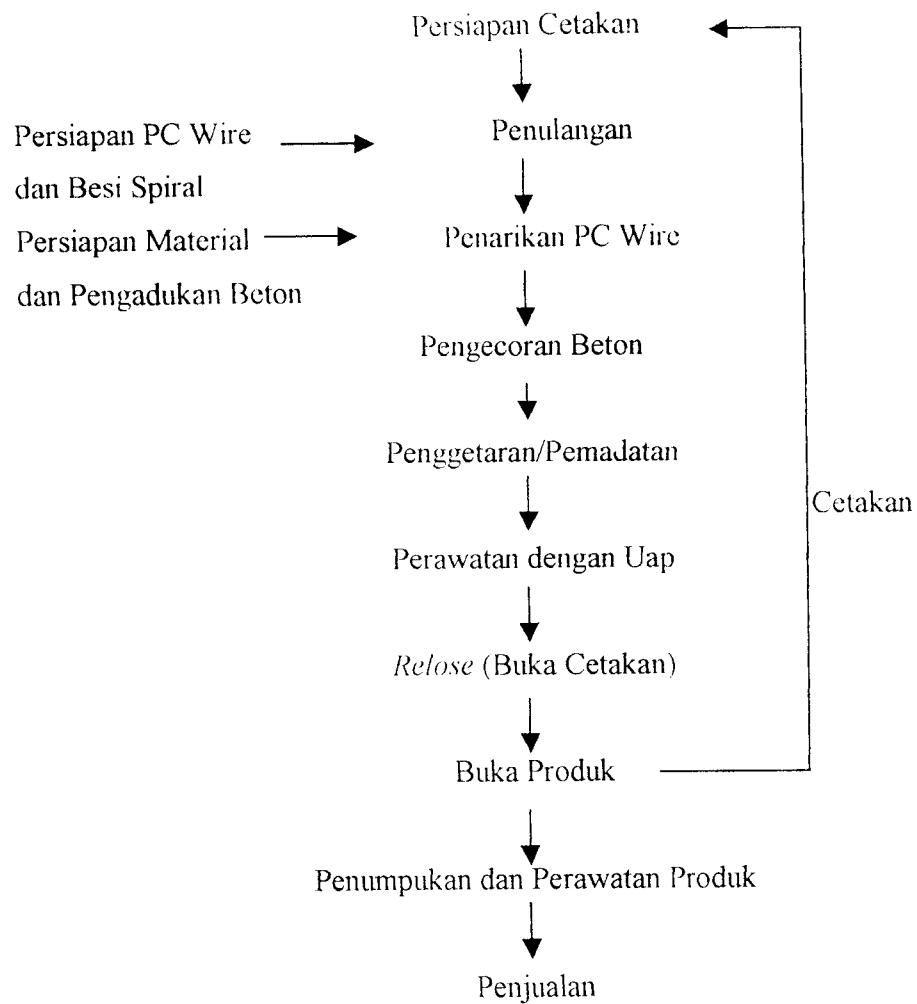 Persiapan Cetakan
Persiapan PC Wire
dan Besi Spiral
Penulangan
Persiapan Material
dan Pengadukan Beton
Penarikan PC Wire
Pengecoran Beton
Penggetaran/Pemadatan
Cetakan
Perawatan dengan Uap
Relose (Buka Cetakan)
Buka Produk
Penumpukan dan Perawatan Produk
Penjualan